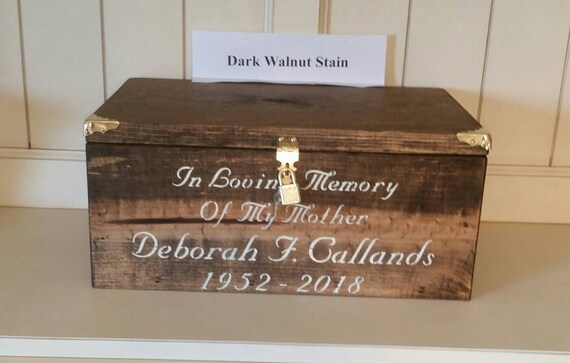 Dark Walnut Stain
In Lovin Memory
Of My Mother
Deborah F. Callands
1952 - 2018